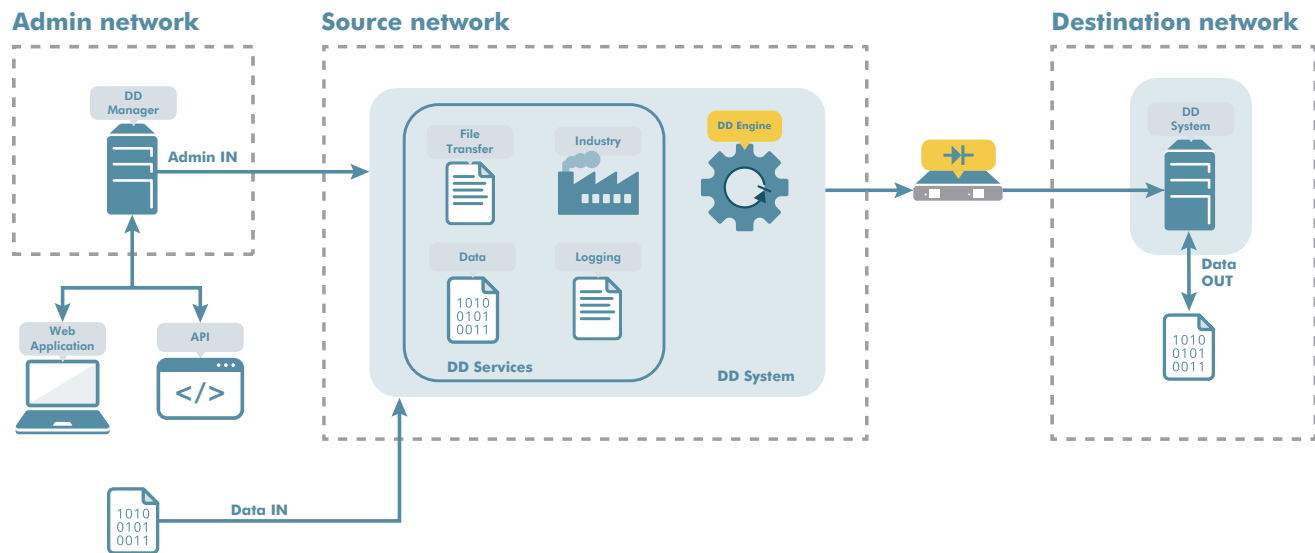 Admin network
Source network
Destination network
DD
Manager
Admin IN
Web
Application
API
</>
File
Transfer
Industry
Data
1010
0101
0011
Logging
DD Services
DD Engine
DD System
DD
System
Data
OUT
1010
0101
0011
1010
0101
0011
Data IN